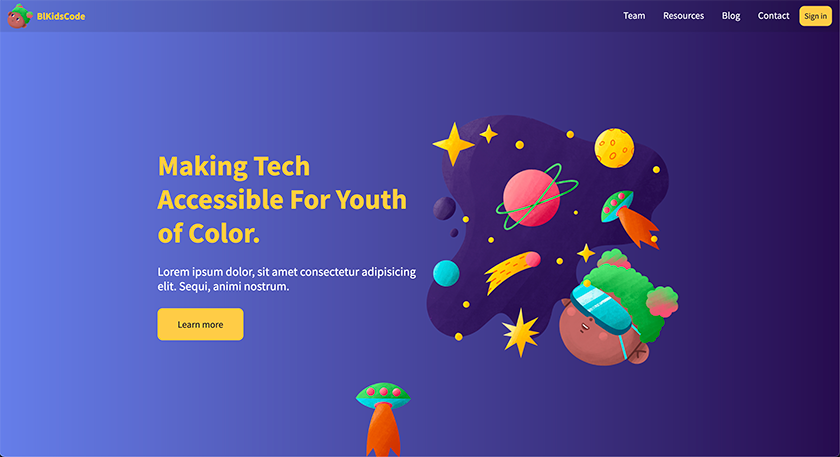 BlKidsCode
Team Resources Blog Contact Sign in
Making Tech
Accessible For Youth
of Color.
Lorem ipsum dolor, sit amet consectetur adipisicing
elit. Sequi, animi nostrum.
Learn more